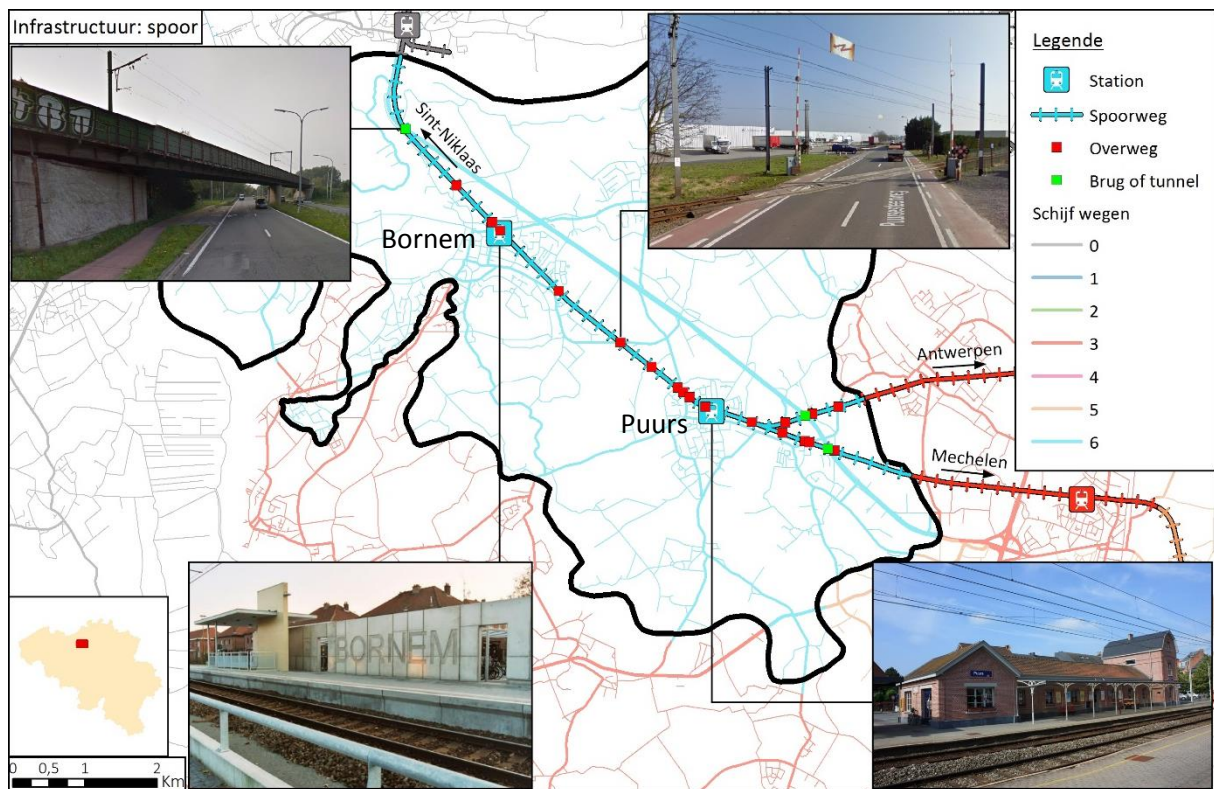 Infrastructuur: spoor
Sint-Niklaas
Bornem
Puurs
Antwerpen
Mechelen
Legende
Station
Spoorweg
Overweg
Brug of tunnel
Schijf wegen
0
1
2
3
4
5
6
BORNEM
0 0,5 1 2
Km